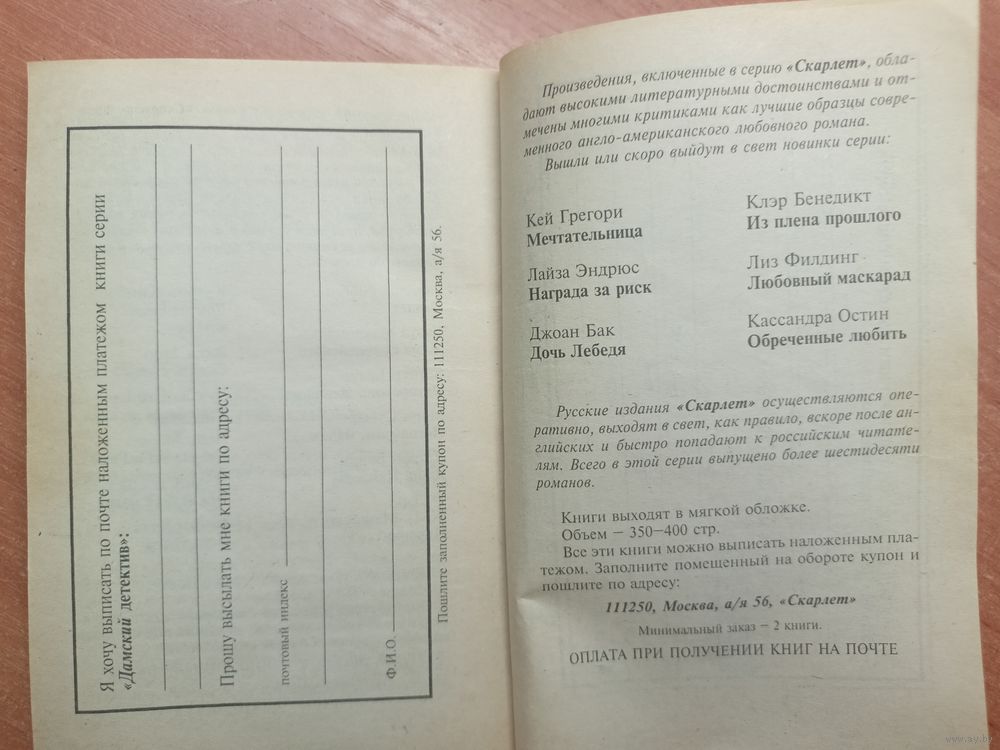 Я хочу выписать по почте наложенным платежом книги серии
«Дамский детектив»:
Прошу высылать мне книги по адресу:
почтовый индекс
Ф.И.О.
Пошлите заполненный купон по адресу: 111250, Москва, а/я 56.
Произведения, включенные в серию «Скарлет», обла-
дают высокими литературными достоинствами и от-
мечены многими критиками как лучшие образцы совре-
менного англо-американского любовного романа.
Вышли или скоро выйдут в свет новинки серии:
Кей Грегори
Мечтательница
Лайза Эндрюс
Награда за риск
Джоан Бак
Дочь Лебедя
Клэр Бенедикт
Из плена прошлого
Лиз Филдинг
Любовный маскарад
Кассандра Остин
Обреченные любить
Русские издания «Скарлет» осуществляются опе-
ративно, выходят в свет, как правило, вскоре после ан-
глийских и быстро попадают к российским читате-
лям. Всего в этой серии выпущено более шестидесяти
романов.
Книги выходят в мягкой обложке.
Объем – 350–400 стр.
Все эти книги можно выписать наложенным пла-
тежом. Заполните помещенный на обороте купон и
пошлите по адресу:
111250, Москва, а/я 56, «Скарлет»
Минимальный заказ – 2 книги.
ОПЛАТА ПРИ ПОЛУЧЕНИИ КНИГ НА ПОЧТЕ
www.ay.by